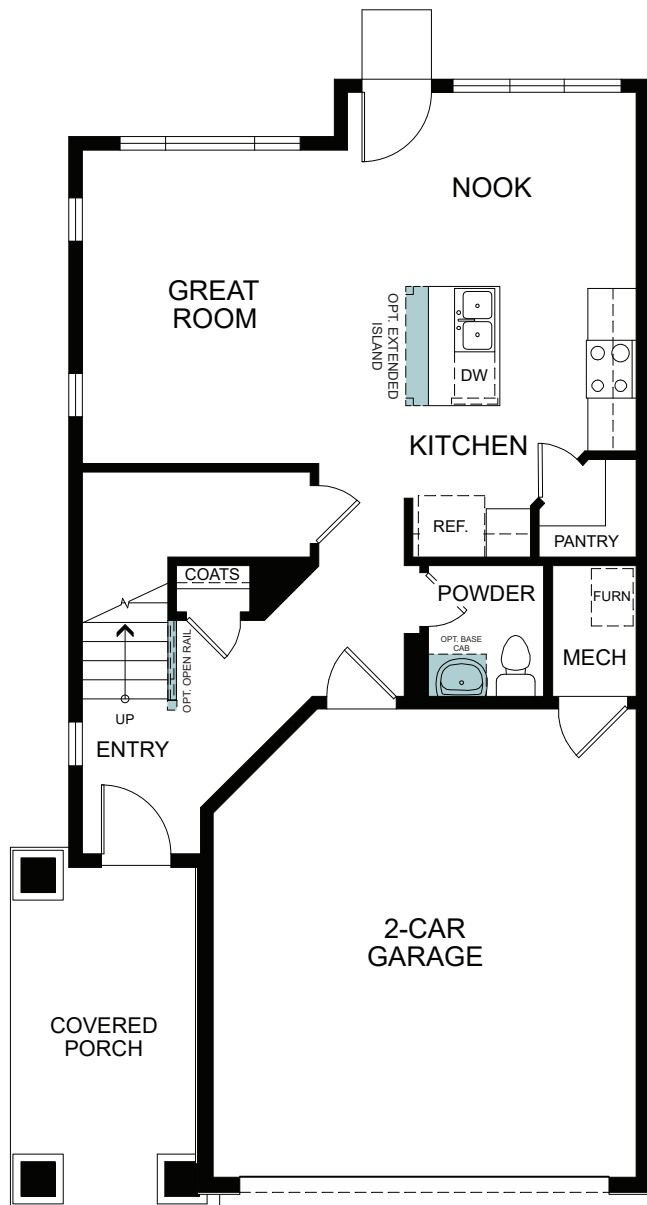 NOOK
GREAT
ROOM
OPT. EXTENDED
ISLAND
DW
KITCHEN
REF.
PANTRY
COATS
POWDER
FURN
OPT. BASE
CAB
MECH
OPT. OPEN RAIL
UP
ENTRY
2-CAR
GARAGE
COVERED
PORCH